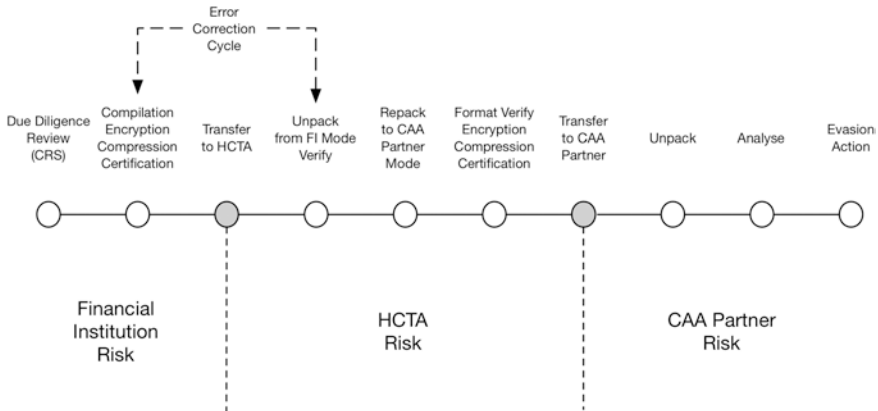 Error
Correction
Cycle
Due Diligence
Review
(CRS)
Compilation
Encryption
Compression
Certification
Transfer
to HCTA
Unpack
from FI Mode
Verify
Repack
to CAA
Partner
Mode
Format Verify
Encryption
Compression
Certification
Transfer
to CAA
Partner
Unpack
Analyse
Evasion
Action
Financial
Institution
Risk
HCTA
Risk
CAA Partner
Risk